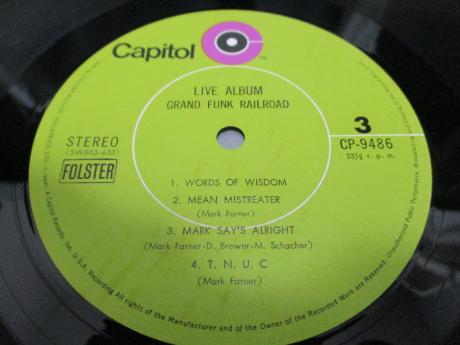 Capitol
LIVE ALBUM
GRAND FUNK RAILROAD
STEREO
(SWBB3-633)
FOLSTER
3
CP-9486
33⅓ r. p. m.
1. WORDS OF WISDOM
2. MEAN MISTREATER
(Mark Farner)
3. MARK SAY'S ALRIGHT
(Mark Farner-D. Brewer-M. Schacher)
4. T. N. U. C
(Mark Farner)
All Rights of the Manufacturer and of the Owner of the Recorded Work are Reserved. Unauthorized Public Performance, Broadcasting